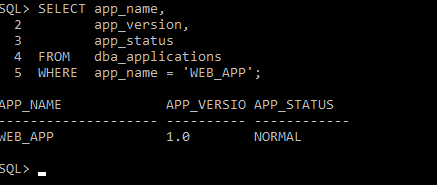 SQL> SELECT app_name,
2 app_version,
3 app_status
4 FROM dba_applications
5 WHERE app_name = 'WEB_APP';
APP_NAME APP_VERSIO APP_STATUS
-------------------- ---------- ------------
WEB_APP 1.0 NORMAL
SQL>